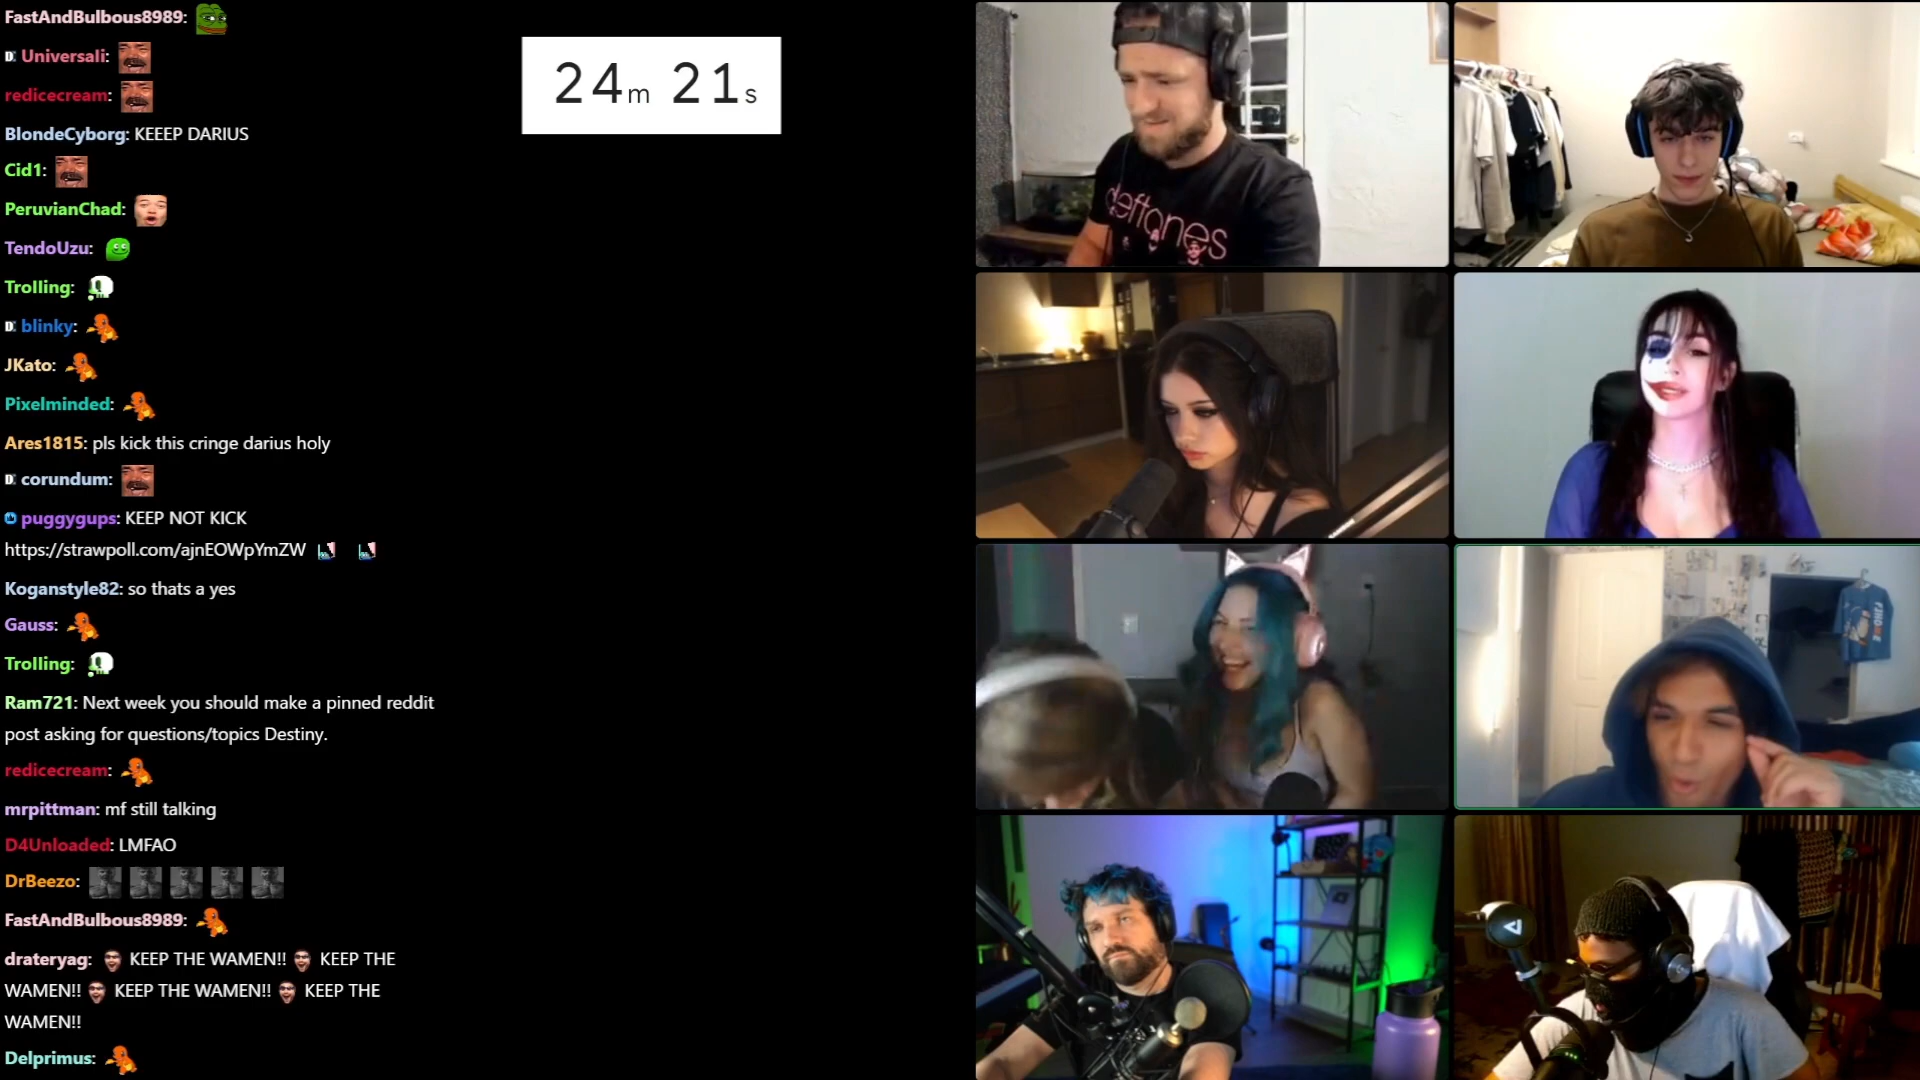 FastAndBulbous8989:
Universali:
redicecream:
BlondeCyborg: KEEEP DARIUS
Cid1:
PeruvianChad:
TendoUzu:
Trolling:
blinky:
JKato:
Pixelminded:
Ares1815: pls kick this cringe darius holy
corundum:
puggygups: KEEP NOT KICK
https://strawpoll.com/ajnEOWpYmZW
Koganstyle82: so thats a yes
Gauss:
Trolling:
Ram721: Next week you should make a pinned reddit
post asking for questions/topics Destiny.
redicecream:
mrpittman: mf still talking
D4Unloaded: LMFAO
DrBeezo:
FastAndBulbous8989:
drateryag: KEEP THE WAMEN!! KEEP THE
WAMEN!! KEEP THE WAMEN!! KEEP THE
WAMEN!!
Delprimus:
24m 21s
deftones